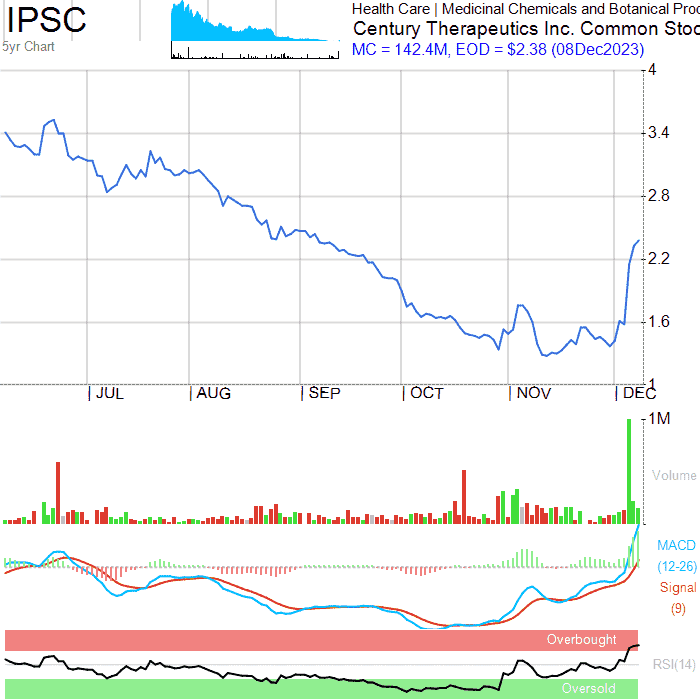 IPSC
5yr Chart
Health Care | Medicinal Chemicals and Botanical Proc
Century Therapeutics Inc. Common Stoc
MC = 142.4M, EOD = $2.38 (08Dec2023)
4
3.4
2.8
2.2
1.6
1
JUL AUG SEP OCT NOV DEC
1M
Volume
MACD
(12-26)
Signal
(9)
Overbought
RSI(14)
Oversold